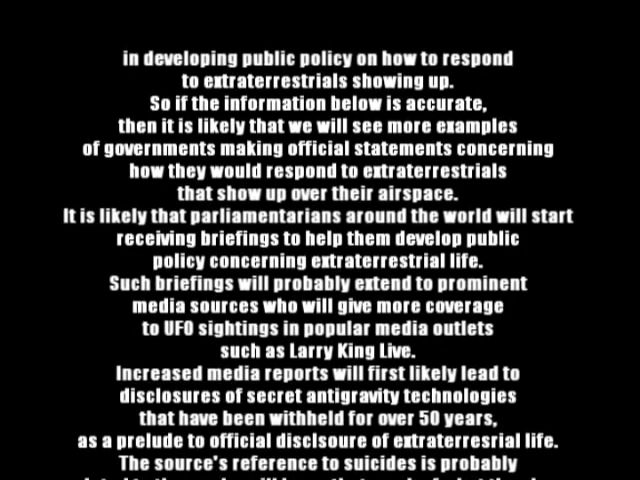 in developing public policy on how to respond
to extraterrestrials showing up.
So if the information below is accurate,
then it is likely that we will see more examples
of governments making official statements concerning
how they would respond to extraterrestrials
that show up over their airspace.
It is likely that parliamentarians around the world will start
receiving briefings to help them develop public
policy concerning extraterrestrial life.
Such briefings will probably extend to prominent
media sources who will give more coverage
to UFO sightings in popular media outlets
such as Larry King Live.
Increased media reports will first likely lead to
disclosures of secret antigravity technologies
that have been withheld for over 50 years,
as a prelude to official disclsoure of extraterresrial life.
The source's reference to suicides is probably